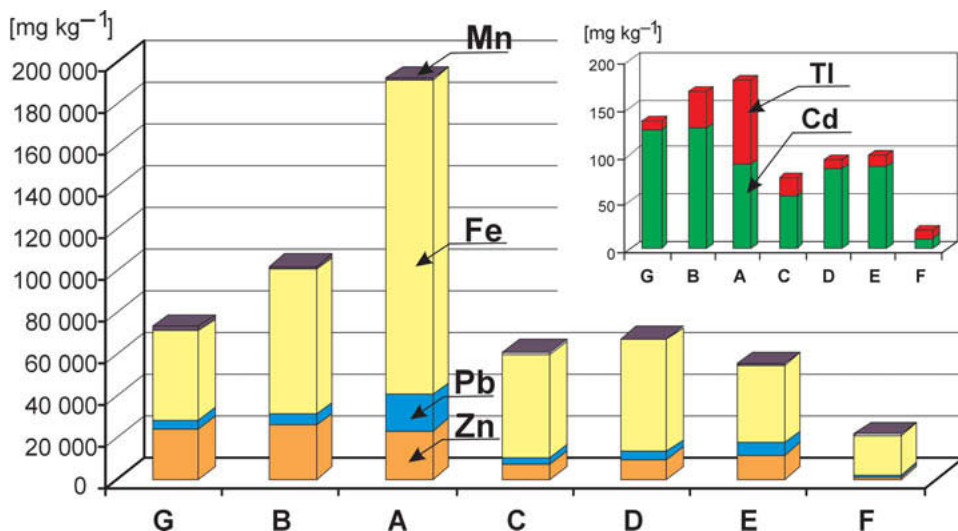 [mg kg⁻¹]
200 000
180 000
160 000
140 000
120 000
100 000
80 000
60 000
40 000
20 000
0
Mn
Fe
Pb
Zn
G B A C D E F
[mg kg⁻¹]
200
150
100
50
0
Tl
Cd
G B A C D E F